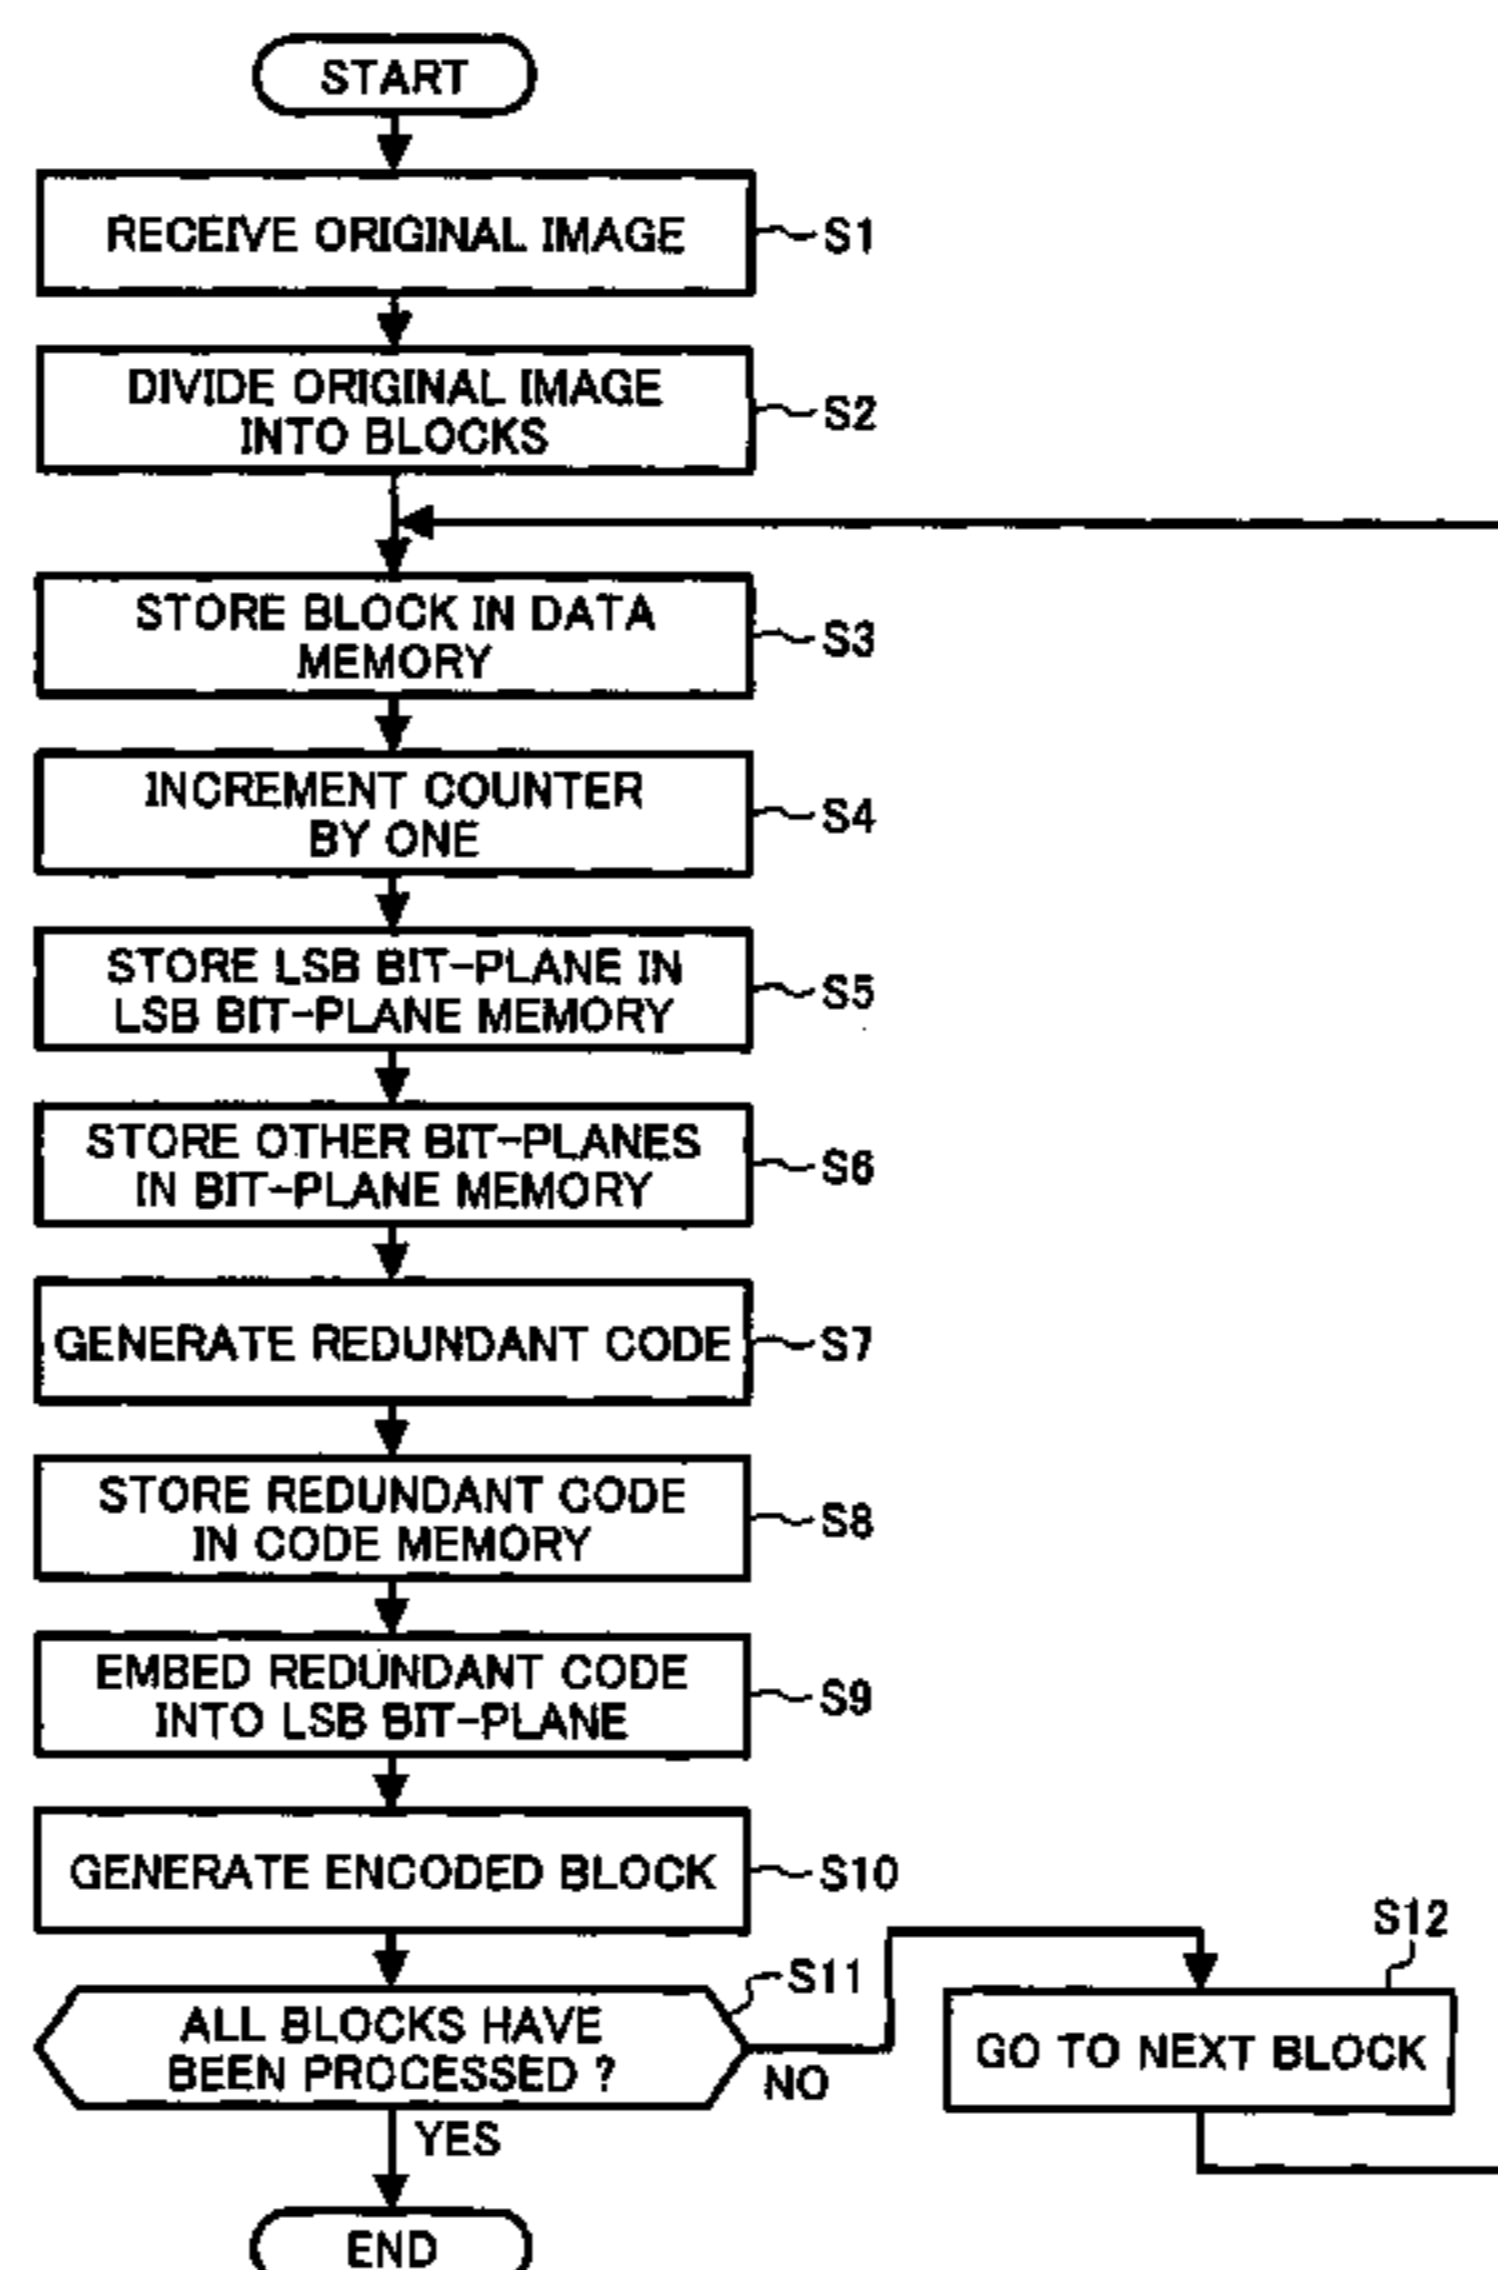 START
RECEIVE ORIGINAL IMAGE
S1
DIVIDE ORIGINAL IMAGE
INTO BLOCKS
S2
STORE BLOCK IN DATA
MEMORY
S3
INCREMENT COUNTER
BY ONE
S4
STORE LSB BIT-PLANE IN
LSB BIT-PLANE MEMORY
S5
STORE OTHER BIT-PLANES
IN BIT-PLANE MEMORY
S6
GENERATE REDUNDANT CODE
S7
STORE REDUNDANT CODE
IN CODE MEMORY
S8
EMBED REDUNDANT CODE
INTO LSB BIT-PLANE
S9
GENERATE ENCODED BLOCK
S10
ALL BLOCKS HAVE
BEEN PROCESSED ?
S11
NO
S12
GO TO NEXT BLOCK
YES
END